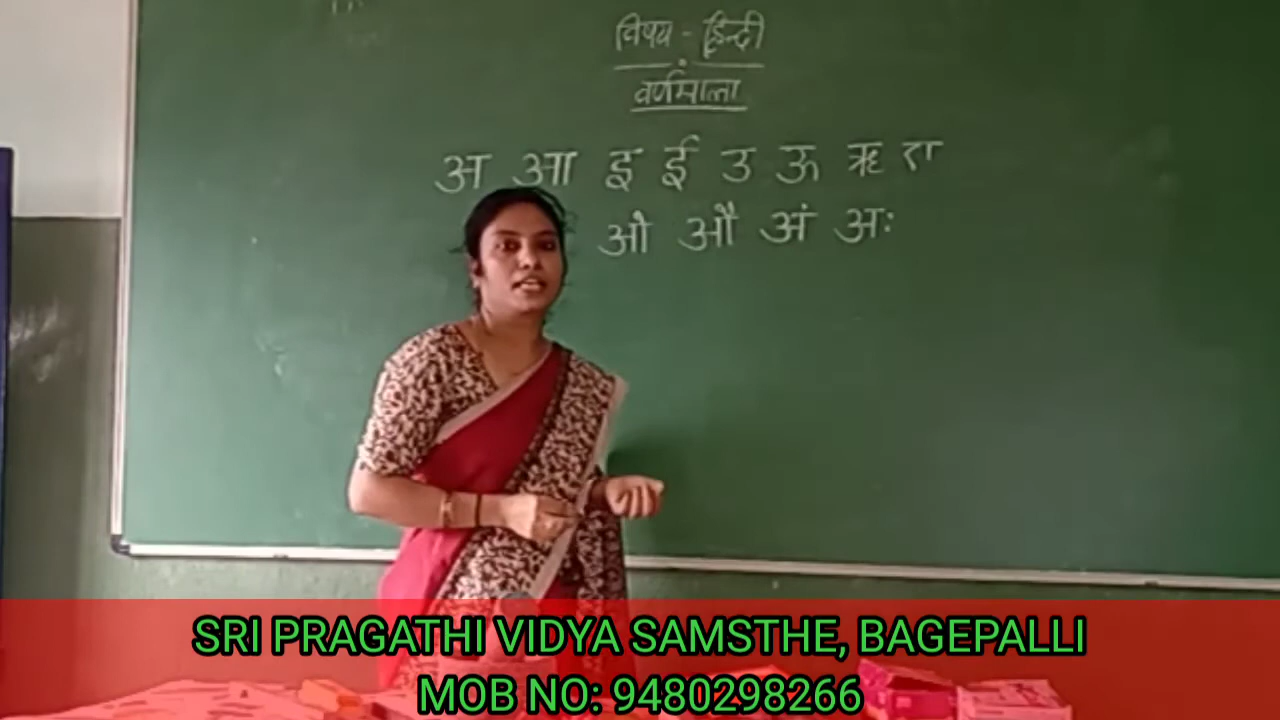 विषय - हिन्दी
वर्णमाला
अ आ इ ई उ ऊ ऋ
ओ औ अं अः
SRI PRAGATHI VIDYA SAMSTHE, BAGEPALLI
MOB NO: 9480298266